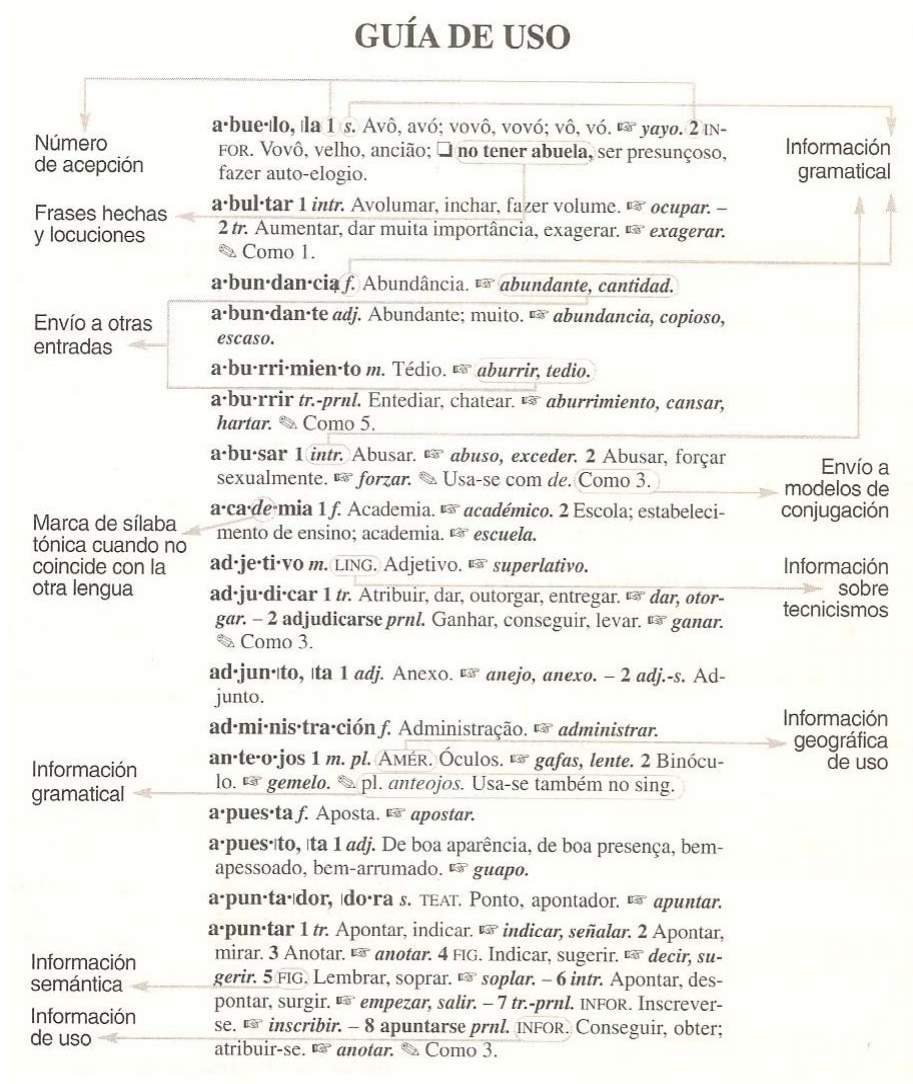 GUÍA DE USO
Número
de acepción
Frases hechas
y locuciones
Envío a otras
entradas
Marca de sílaba
tónica cuando no
coincide con la
otra lengua
Información
gramatical
Información
semántica
Información
de uso
a·bue·llo, lla 1 s. Avô, avó; vovô, vovó; vô, vó. ☞ yayo. 2 IN-
FOR. Vovô, velho, ancião; ❑ no tener abuela, ser presunçoso,
fazer auto-elogio.
a·bul·tar 1 intr. Avolumar, inchar, fazer volume. ☞ ocupar. –
2 tr. Aumentar, dar muita importância, exagerar. ☞ exagerar.
✎ Como 1.
a·bun·dan·cia f. Abundância. ☞ abundante, cantidad.
a·bun·dan·te adj. Abundante; muito. ☞ abundancia, copioso,
escaso.
a·bu·rri·mien·to m. Tédio. ☞ aburrir, tedio.
a·bu·rrir tr.-prnl. Entediar, chatear. ☞ aburrimiento, cansar,
hartar. ✎ Como 5.
a·bu·sar 1 intr. Abusar. ☞ abuso, exceder. 2 Abusar, forçar
sexualmente. ☞ forzar. ✎ Usa-se com de. Como 3.
a·ca·de·mia 1 f. Academia. ☞ académico. 2 Escola; estabeleci-
mento de ensino; academia. ☞ escuela.
ad·je·ti·vo m. LING. Adjetivo. ☞ superlativo.
ad·ju·di·car 1 tr. Atribuir, dar, outorgar, entregar. ☞ dar, otor-
gar. – 2 adjudicarse prnl. Ganhar, conseguir, levar. ☞ ganar.
✎ Como 3.
ad·jun·lto, lta 1 adj. Anexo. ☞ anejo, anexo. – 2 adj.-s. Ad-
junto.
ad·mi·nis·tra·ción f. Administração. ☞ administrar.
an·te·o·jos 1 m. pl. AMÉR. Óculos. ☞ gafas, lente. 2 Binócu-
lo. ☞ gemelo. ✎ pl. anteojos. Usa-se também no sing.
a·pues·ta f. Aposta. ☞ apostar.
a·pues·lto, lta 1 adj. De boa aparência, de boa presença, bem-
apessoado, bem-arrumado. ☞ guapo.
a·pun·ta·ldor, ldo·ra s. TEAT. Ponto, apontador. ☞ apuntar.
a·pun·tar 1 tr. Apontar, indicar. ☞ indicar, señalar. 2 Apontar,
mirar. 3 Anotar. ☞ anotar. 4 FIG. Indicar, sugerir. ☞ decir, su-
gerir. 5 FIG. Lembrar, soprar. ☞ soplar. – 6 intr. Apontar, des-
pontar, surgir. ☞ empezar, salir. – 7 tr.-prnl. INFOR. Inscrever-
se. ☞ inscribir. – 8 apuntarse prnl. INFOR. Conseguir, obter;
atribuir-se. ☞ anotar. ✎ Como 3.
Información
gramatical
Envío a
modelos de
conjugación
Información
sobre
tecnicismos
Información
geográfica
de uso